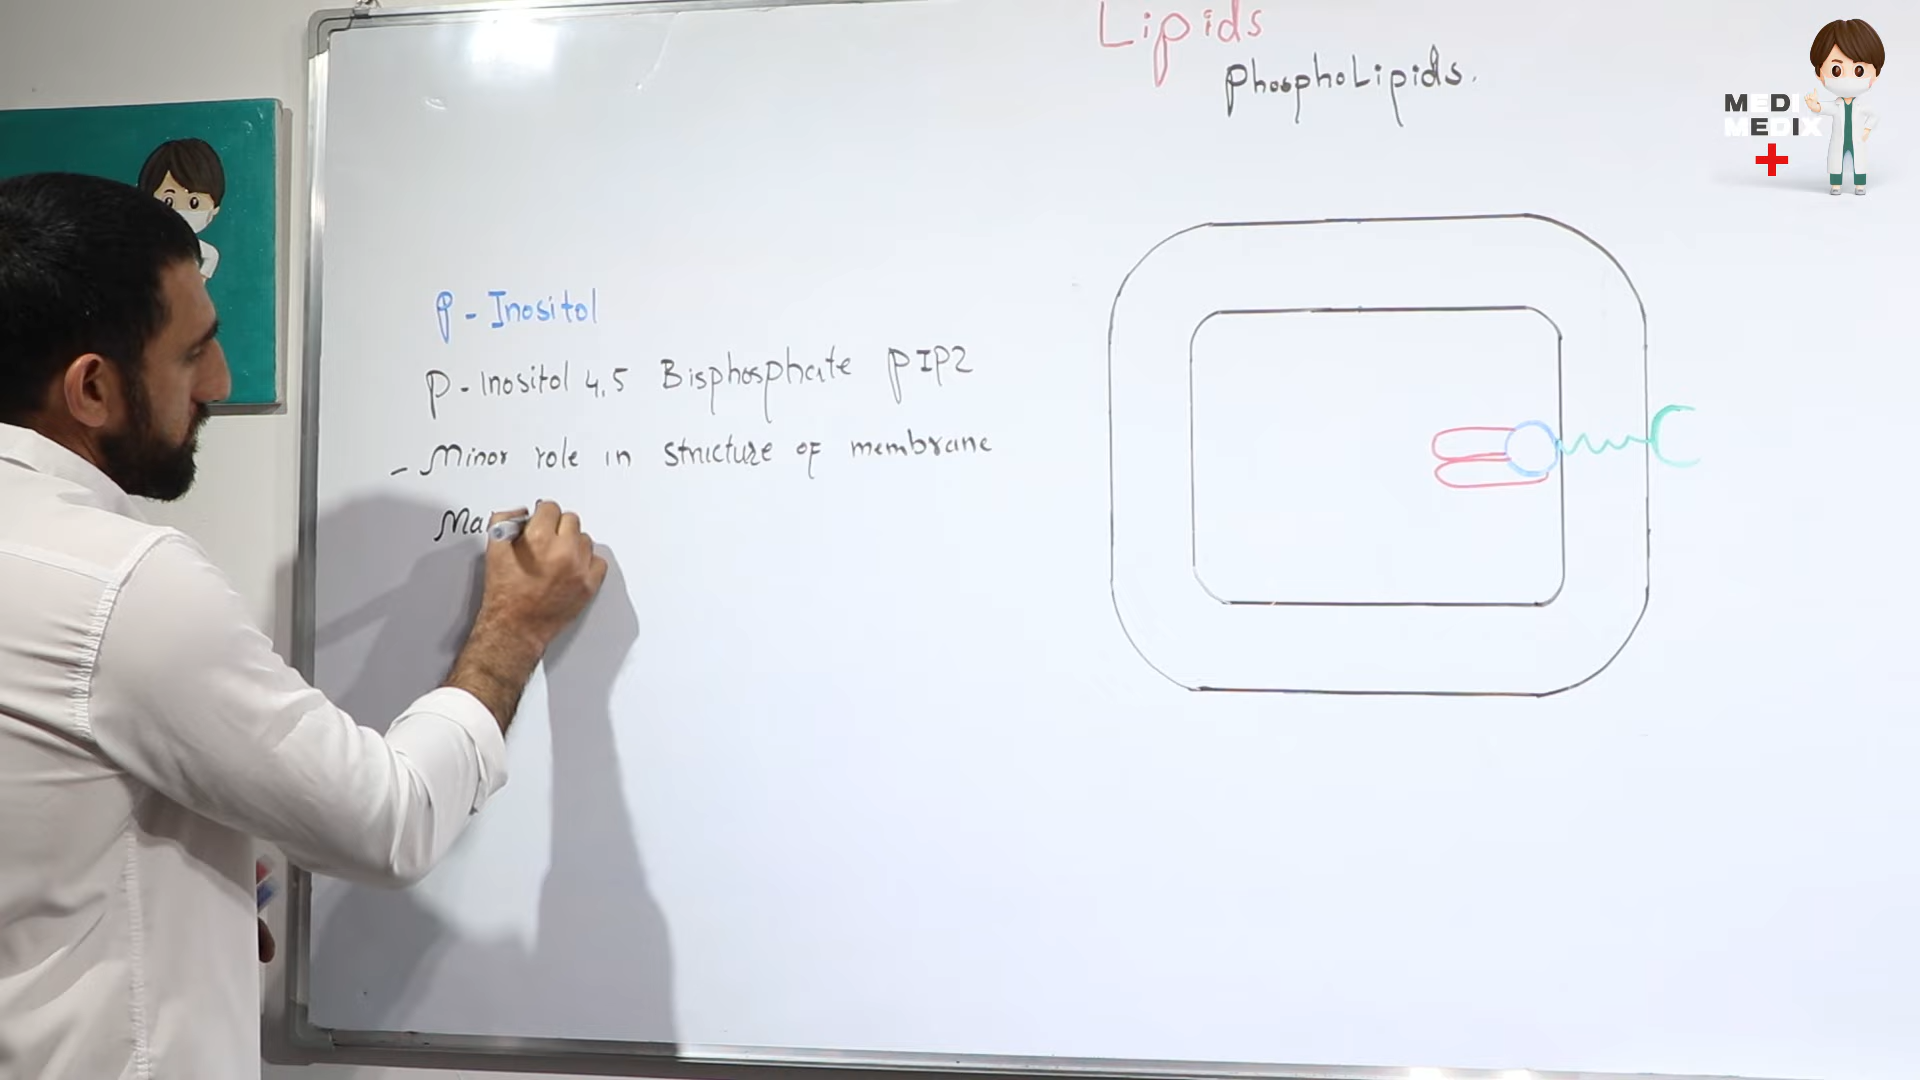 Lipids
PhosphoLipids.
MEDI
MEDIX
P-Inositol
P-Inositol 4,5 Bisphosphate PIP2
- Minor role in structure of membrane